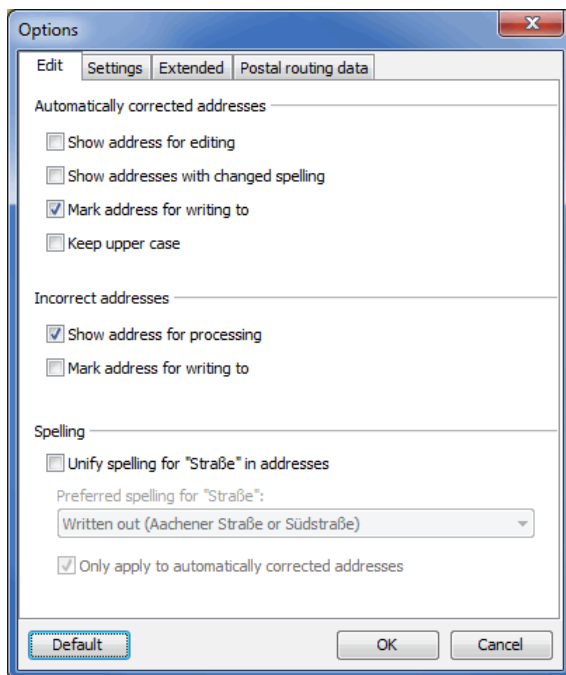 Options
Edit Settings Extended Postal routing data
Automatically corrected addresses
Show address for editing
Show addresses with changed spelling
Mark address for writing to
Keep upper case
Incorrect addresses
Show address for processing
Mark address for writing to
Spelling
Unify spelling for "Straße" in addresses
Preferred spelling for "Straße":
Written out (Aachener Straße or Südstraße)
Only apply to automatically corrected addresses
Default OK Cancel